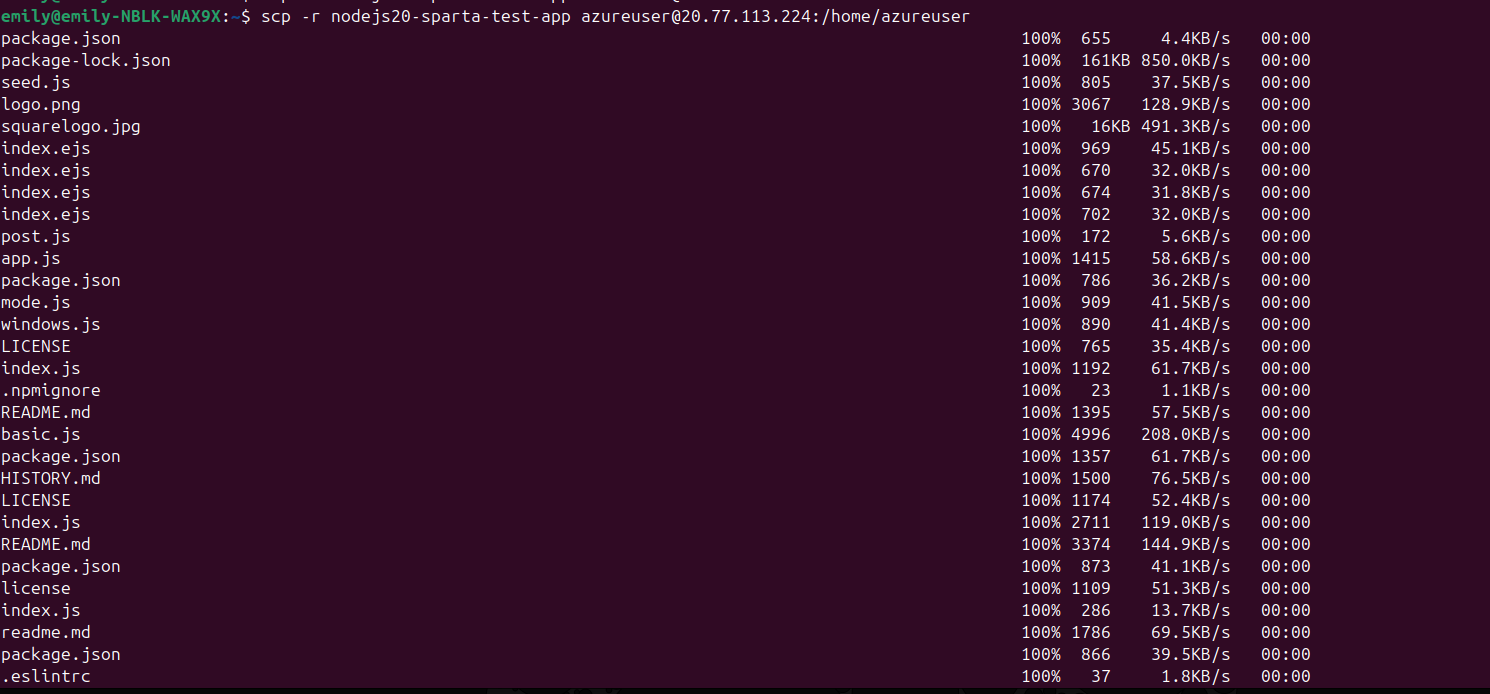 emily@emily-NBLK-WAX9X:~$ scp -r nodejs20-sparta-test-app azureuser@20.77.113.224:/home/azureuser
package.json 100% 655 4.4KB/s 00:00
package-lock.json 100% 161KB 850.0KB/s 00:00
seed.js 100% 805 37.5KB/s 00:00
logo.png 100% 3067 128.9KB/s 00:00
squarelogo.jpg 100% 16KB 491.3KB/s 00:00
index.ejs 100% 969 45.1KB/s 00:00
index.ejs 100% 670 32.0KB/s 00:00
index.ejs 100% 674 31.8KB/s 00:00
index.ejs 100% 702 32.0KB/s 00:00
post.js 100% 172 5.6KB/s 00:00
app.js 100% 1415 58.6KB/s 00:00
package.json 100% 786 36.2KB/s 00:00
mode.js 100% 909 41.5KB/s 00:00
windows.js 100% 890 41.4KB/s 00:00
LICENSE 100% 765 35.4KB/s 00:00
index.js 100% 1192 61.7KB/s 00:00
.npmignore 100% 23 1.1KB/s 00:00
README.md 100% 1395 57.5KB/s 00:00
basic.js 100% 4996 208.0KB/s 00:00
package.json 100% 1357 61.7KB/s 00:00
HISTORY.md 100% 1500 76.5KB/s 00:00
LICENSE 100% 1174 52.4KB/s 00:00
index.js 100% 2711 119.0KB/s 00:00
README.md 100% 3374 144.9KB/s 00:00
package.json 100% 873 41.1KB/s 00:00
license 100% 1109 51.3KB/s 00:00
index.js 100% 286 13.7KB/s 00:00
readme.md 100% 1786 69.5KB/s 00:00
package.json 100% 866 39.5KB/s 00:00
.eslintrc 100% 37 1.8KB/s 00:00